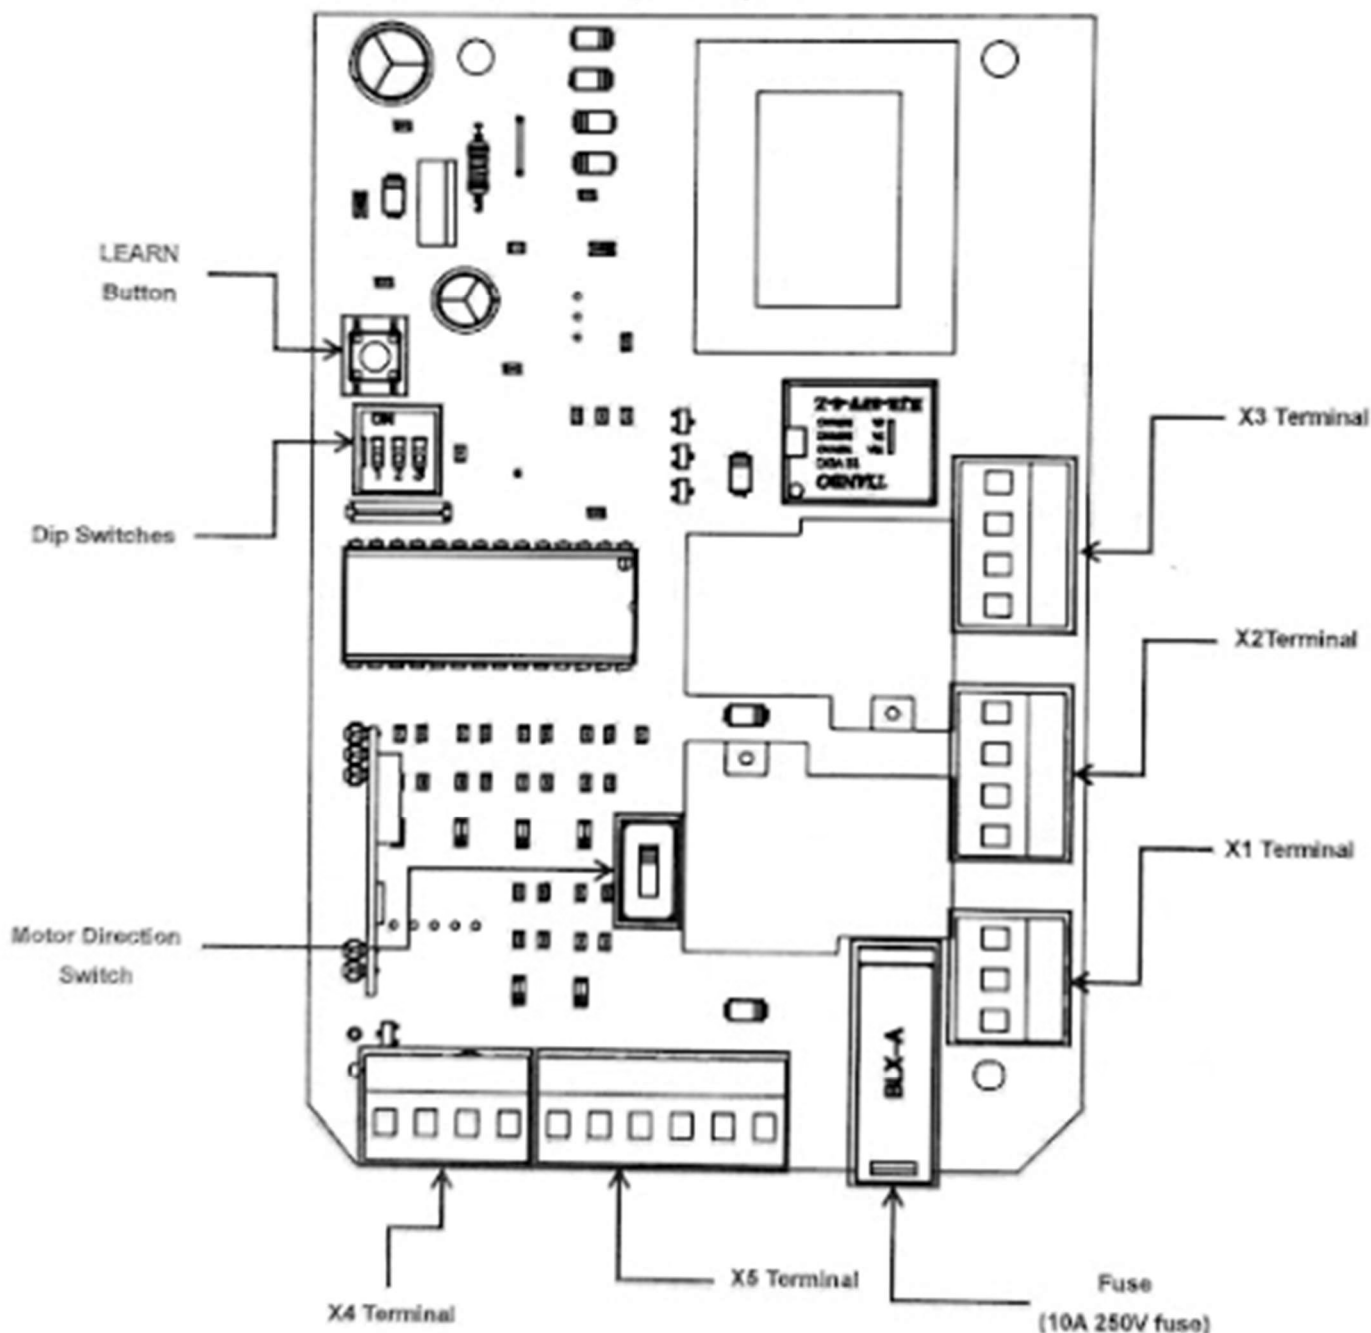 LEARN
Button
ON
1 2 3
Dip Switches
TIANBO
X3 Terminal
X2Terminal
X1 Terminal
Motor Direction
Switch
BLX-A
X4 Terminal
X5 Terminal
Fuse
(10A 250V fuse)